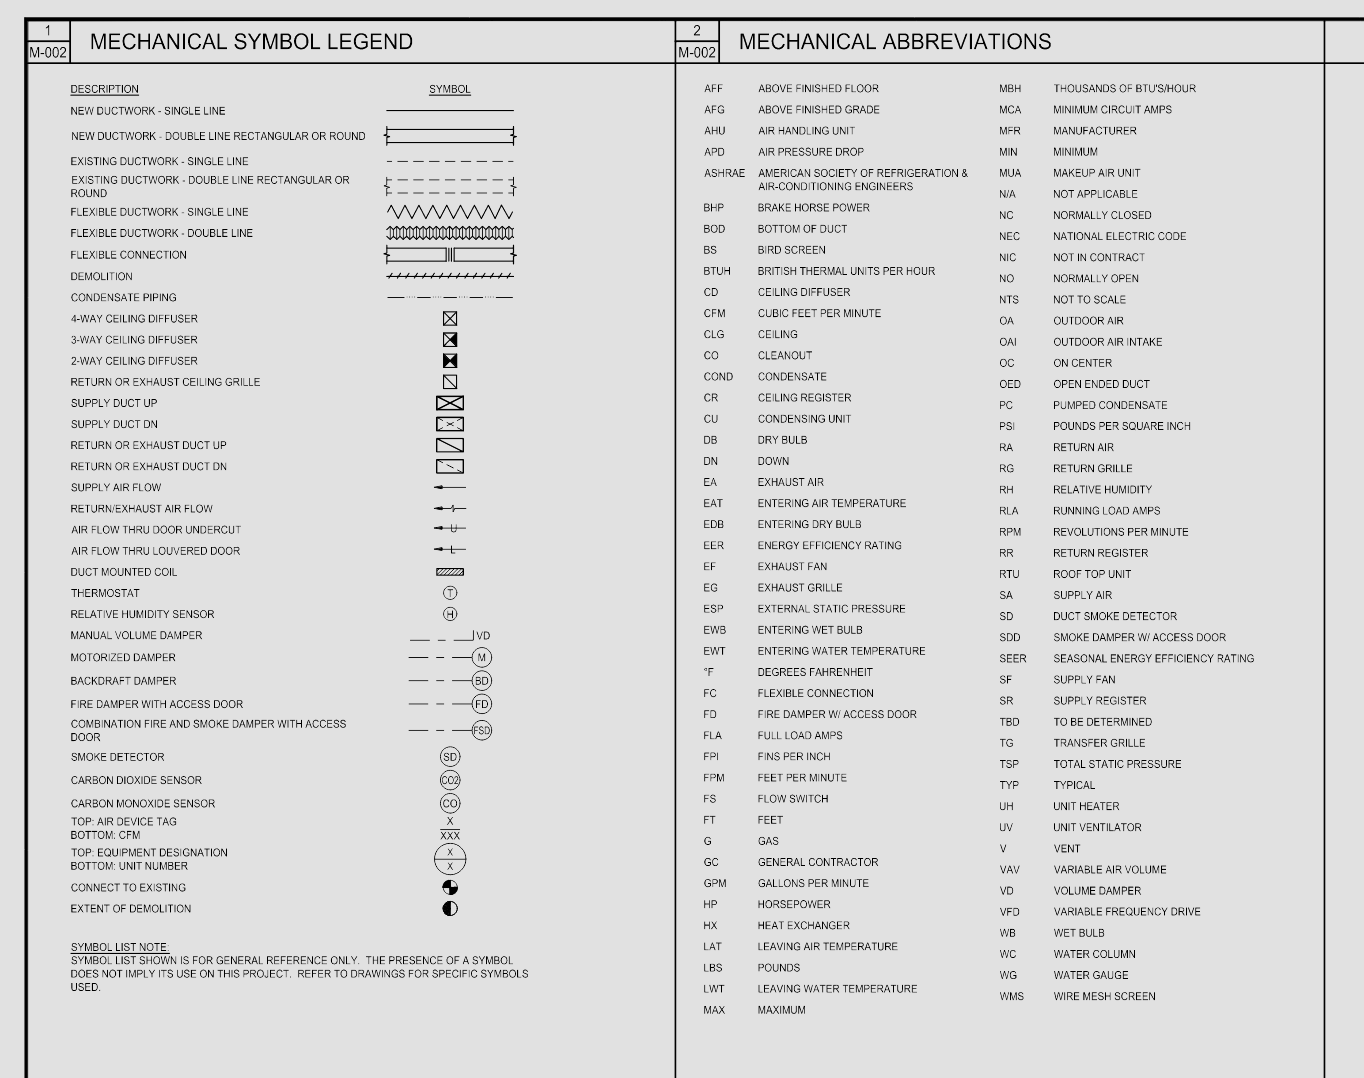 1
M-002
MECHANICAL SYMBOL LEGEND
DESCRIPTION SYMBOL
NEW DUCTWORK - SINGLE LINE
NEW DUCTWORK - DOUBLE LINE RECTANGULAR OR ROUND
EXISTING DUCTWORK - SINGLE LINE
EXISTING DUCTWORK - DOUBLE LINE RECTANGULAR OR
ROUND
FLEXIBLE DUCTWORK - SINGLE LINE
FLEXIBLE DUCTWORK - DOUBLE LINE
FLEXIBLE CONNECTION
DEMOLITION
CONDENSATE PIPING
4-WAY CEILING DIFFUSER
3-WAY CEILING DIFFUSER
2-WAY CEILING DIFFUSER
RETURN OR EXHAUST CEILING GRILLE
SUPPLY DUCT UP
SUPPLY DUCT DN
RETURN OR EXHAUST DUCT UP
RETURN OR EXHAUST DUCT DN
SUPPLY AIR FLOW
RETURN/EXHAUST AIR FLOW
AIR FLOW THRU DOOR UNDERCUT U
AIR FLOW THRU LOUVERED DOOR L
DUCT MOUNTED COIL
THERMOSTAT T
RELATIVE HUMIDITY SENSOR H
MANUAL VOLUME DAMPER VD
MOTORIZED DAMPER M
BACKDRAFT DAMPER BD
FIRE DAMPER WITH ACCESS DOOR FD
COMBINATION FIRE AND SMOKE DAMPER WITH ACCESS
DOOR FSD
SMOKE DETECTOR SD
CARBON DIOXIDE SENSOR CO2
CARBON MONOXIDE SENSOR CO
TOP: AIR DEVICE TAG X
BOTTOM: CFM XXX
TOP: EQUIPMENT DESIGNATION X
BOTTOM: UNIT NUMBER X
CONNECT TO EXISTING
EXTENT OF DEMOLITION
SYMBOL LIST NOTE:
SYMBOL LIST SHOWN IS FOR GENERAL REFERENCE ONLY. THE PRESENCE OF A SYMBOL
DOES NOT IMPLY ITS USE ON THIS PROJECT. REFER TO DRAWINGS FOR SPECIFIC SYMBOLS
USED.
2
M-002
MECHANICAL ABBREVIATIONS
AFF ABOVE FINISHED FLOOR
AFG ABOVE FINISHED GRADE
AHU AIR HANDLING UNIT
APD AIR PRESSURE DROP
ASHRAE AMERICAN SOCIETY OF REFRIGERATION &
AIR-CONDITIONING ENGINEERS
BHP BRAKE HORSE POWER
BOD BOTTOM OF DUCT
BS BIRD SCREEN
BTUH BRITISH THERMAL UNITS PER HOUR
CD CEILING DIFFUSER
CFM CUBIC FEET PER MINUTE
CLG CEILING
CO CLEANOUT
COND CONDENSATE
CR CEILING REGISTER
CU CONDENSING UNIT
DB DRY BULB
DN DOWN
EA EXHAUST AIR
EAT ENTERING AIR TEMPERATURE
EDB ENTERING DRY BULB
EER ENERGY EFFICIENCY RATING
EF EXHAUST FAN
EG EXHAUST GRILLE
ESP EXTERNAL STATIC PRESSURE
EWB ENTERING WET BULB
EWT ENTERING WATER TEMPERATURE
°F DEGREES FAHRENHEIT
FC FLEXIBLE CONNECTION
FD FIRE DAMPER W/ ACCESS DOOR
FLA FULL LOAD AMPS
FPI FINS PER INCH
FPM FEET PER MINUTE
FS FLOW SWITCH
FT FEET
G GAS
GC GENERAL CONTRACTOR
GPM GALLONS PER MINUTE
HP HORSEPOWER
HX HEAT EXCHANGER
LAT LEAVING AIR TEMPERATURE
LBS POUNDS
LWT LEAVING WATER TEMPERATURE
MAX MAXIMUM
MBH THOUSANDS OF BTU'S/HOUR
MCA MINIMUM CIRCUIT AMPS
MFR MANUFACTURER
MIN MINIMUM
MUA MAKEUP AIR UNIT
N/A NOT APPLICABLE
NC NORMALLY CLOSED
NEC NATIONAL ELECTRIC CODE
NIC NOT IN CONTRACT
NO NORMALLY OPEN
NTS NOT TO SCALE
OA OUTDOOR AIR
OAI OUTDOOR AIR INTAKE
OC ON CENTER
OED OPEN ENDED DUCT
PC PUMPED CONDENSATE
PSI POUNDS PER SQUARE INCH
RA RETURN AIR
RG RETURN GRILLE
RH RELATIVE HUMIDITY
RLA RUNNING LOAD AMPS
RPM REVOLUTIONS PER MINUTE
RR RETURN REGISTER
RTU ROOF TOP UNIT
SA SUPPLY AIR
SD DUCT SMOKE DETECTOR
SDD SMOKE DAMPER W/ ACCESS DOOR
SEER SEASONAL ENERGY EFFICIENCY RATING
SF SUPPLY FAN
SR SUPPLY REGISTER
TBD TO BE DETERMINED
TG TRANSFER GRILLE
TSP TOTAL STATIC PRESSURE
TYP TYPICAL
UH UNIT HEATER
UV UNIT VENTILATOR
V VENT
VAV VARIABLE AIR VOLUME
VD VOLUME DAMPER
VFD VARIABLE FREQUENCY DRIVE
WB WET BULB
WC WATER COLUMN
WG WATER GAUGE
WMS WIRE MESH SCREEN